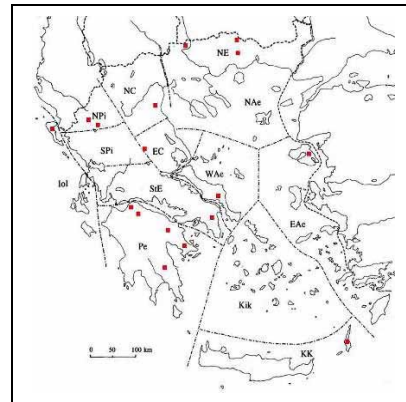 NE
NC
NAe
NPi
SPi
EC
WAe
IoI
StE
EAe
Pe
Kik
KK
0 50 100 km